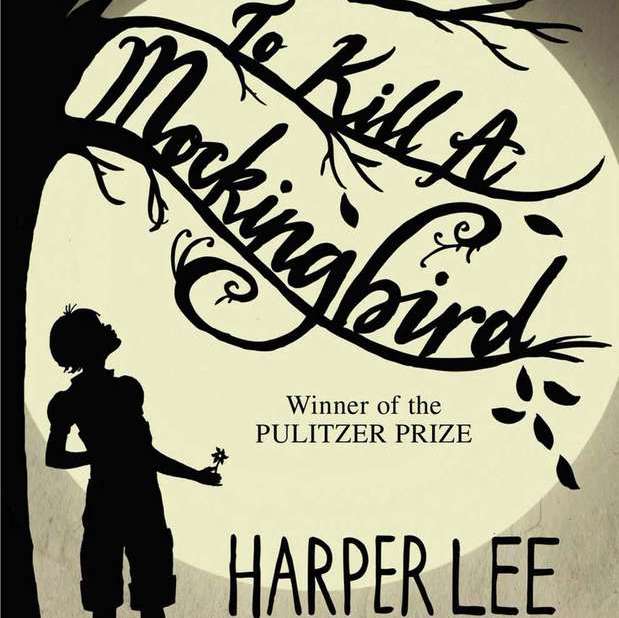 To Kill A
Mockingbird
Winner of the
PULITZER PRIZE
HARPER LEE